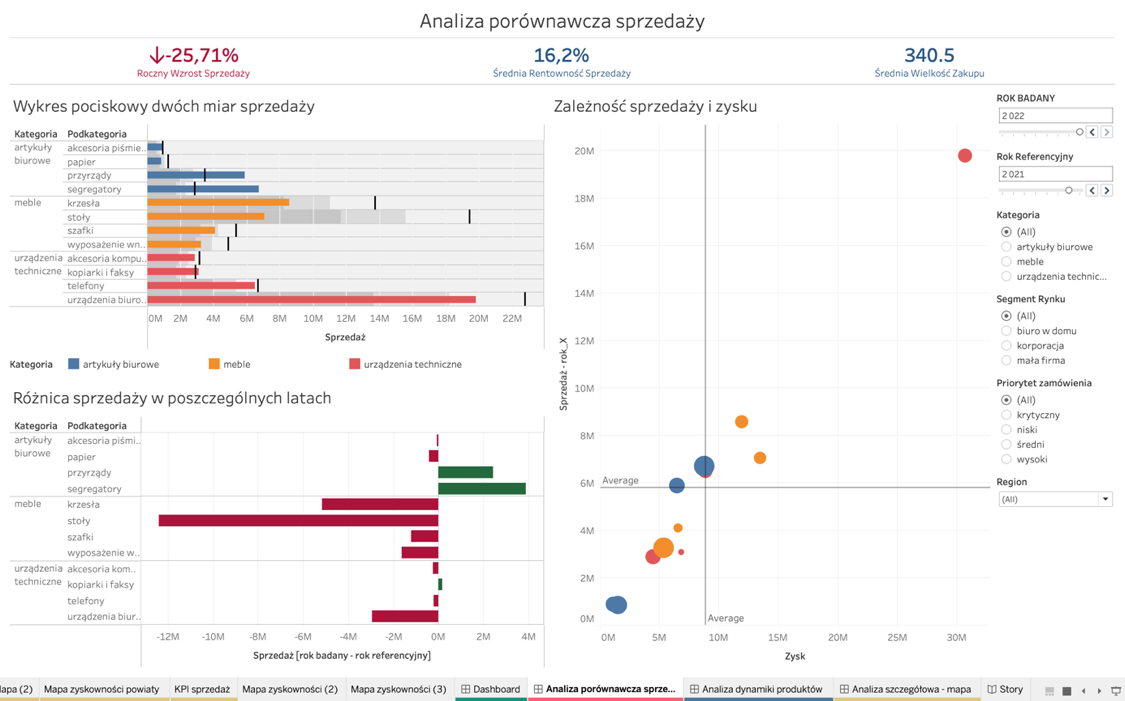 Analiza porównawcza sprzedaży
-25,71%
Roczny Wzrost Sprzedaży
16,2%
Średnia Rentowność Sprzedaży
340.5
Średnia Wielkość Zakupu
Wykres pociskowy dwóch miar sprzedaży
Kategoria Podkategoria
artykuły biurowe
akcesoria piśmie..
papier
przyrządy
segregatory
meble
krzesła
stoły
szafki
wyposażenie wn..
urządzenia techniczne
akcesoria kompu..
kopiarki i faksy
telefony
urządzenia biuro..
0M 2M 4M 6M 8M 10M 12M 14M 16M 18M 20M 22M
Sprzedaż
Kategoria artykuły biurowe meble urządzenia techniczne
Różnica sprzedaży w poszczególnych latach
Kategoria Podkategoria
artykuły biurowe
akcesoria piśmi..
papier
przyrządy
segregatory
meble
krzesła
stoły
szafki
wyposażenie w..
urządzenia techniczne
akcesoria kom..
kopiarki i faksy
telefony
urządzenia biur..
-12M -10M -8M -6M -4M -2M 0M 2M 4M
Sprzedaż [rok badany - rok referencyjny]
Zależność sprzedaży i zysku
Sprzedaż - rok_X
20M
18M
16M
14M
12M
10M
8M
6M
4M
2M
0M
Average
Average
0M 5M 10M 15M 20M 25M 30M
Zysk
ROK BADANY
2 022
Rok Referencyjny
2 021
Kategoria
(All)
artykuły biurowe
meble
urządzenia technic...
Segment Rynku
(All)
biuro w domu
korporacja
mała firma
Priorytet zamówienia
(All)
krytyczny
niski
średni
wysoki
Region
(All)
apa (2) Mapa zyskowności powiaty KPI sprzedaż Mapa zyskowności (2) Mapa zyskowności (3) Dashboard Analiza porównawcza sprze... Analiza dynamiki produktów Analiza szczegółowa - mapa Story